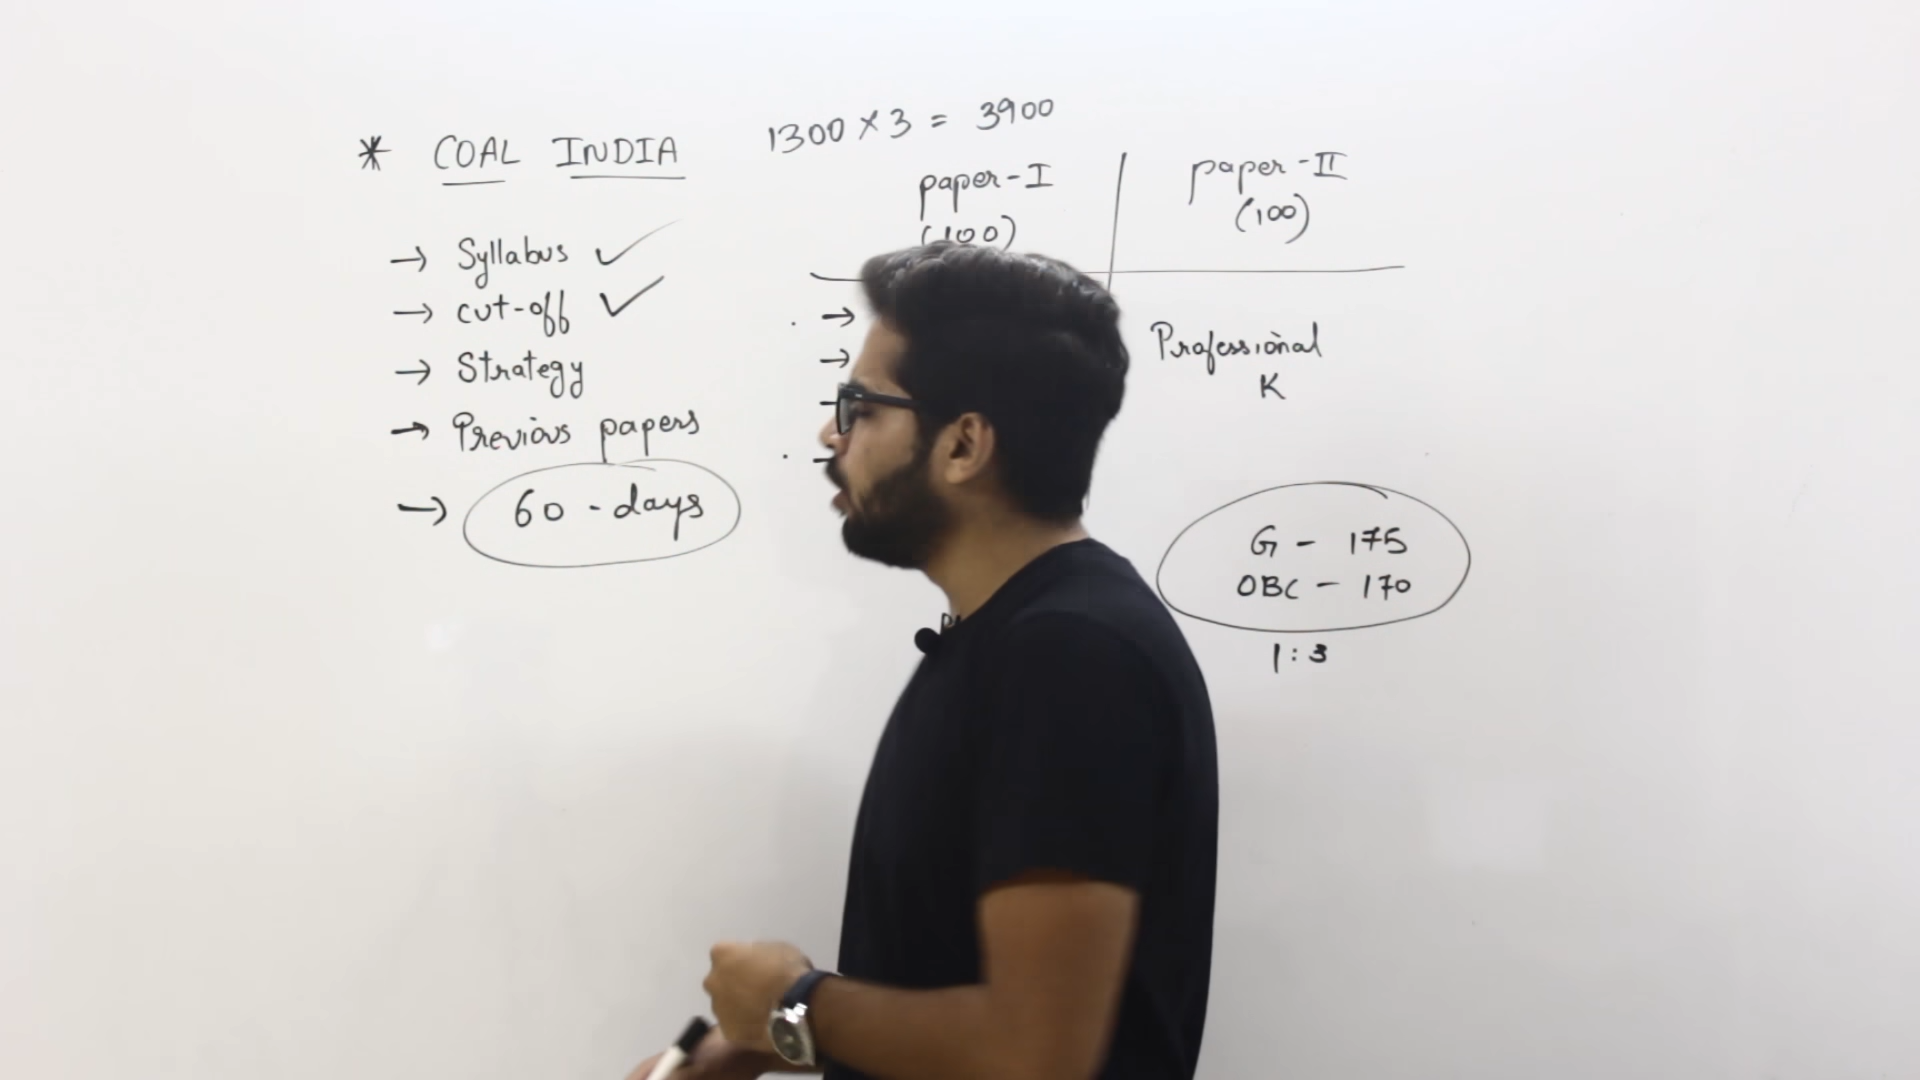 * COAL INDIA
1300 × 3 = 3900
→ Syllabus ✓
→ cut-off ✓
→ Strategy
→ Previous papers
→ 60 - days
paper - I
(100)
→
→
paper - II
(100)
Professional
K
G - 175
OBC - 170
1 : 3